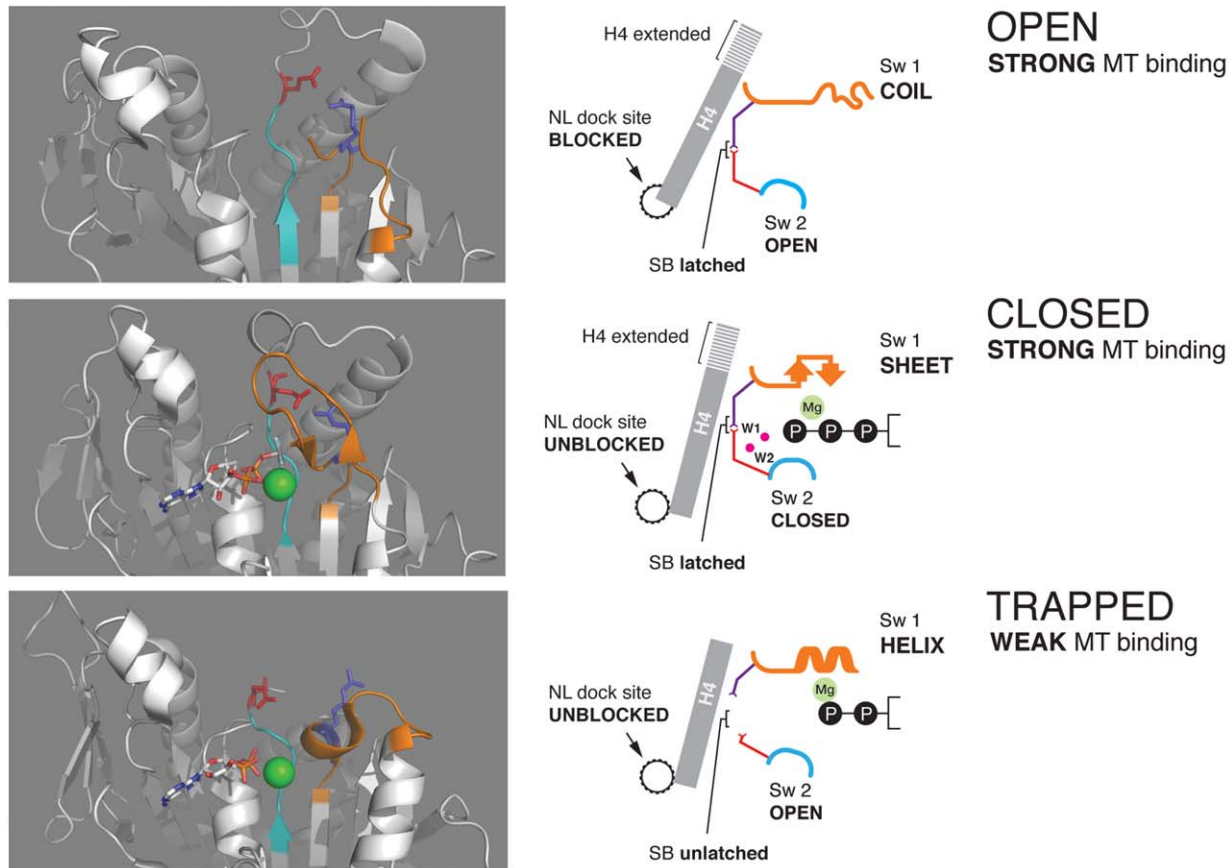 OPEN
STRONG MT binding
H4 extended
Sw 1
COIL
H4
NL dock site
BLOCKED
Sw 2
OPEN
SB latched
CLOSED
STRONG MT binding
H4 extended
Sw 1
SHEET
Mg
H4
NL dock site
UNBLOCKED
P P P
W1
W2
Sw 2
CLOSED
SB latched
TRAPPED
WEAK MT binding
Sw 1
HELIX
H4
NL dock site
UNBLOCKED
Mg
P P
Sw 2
OPEN
SB unlatched